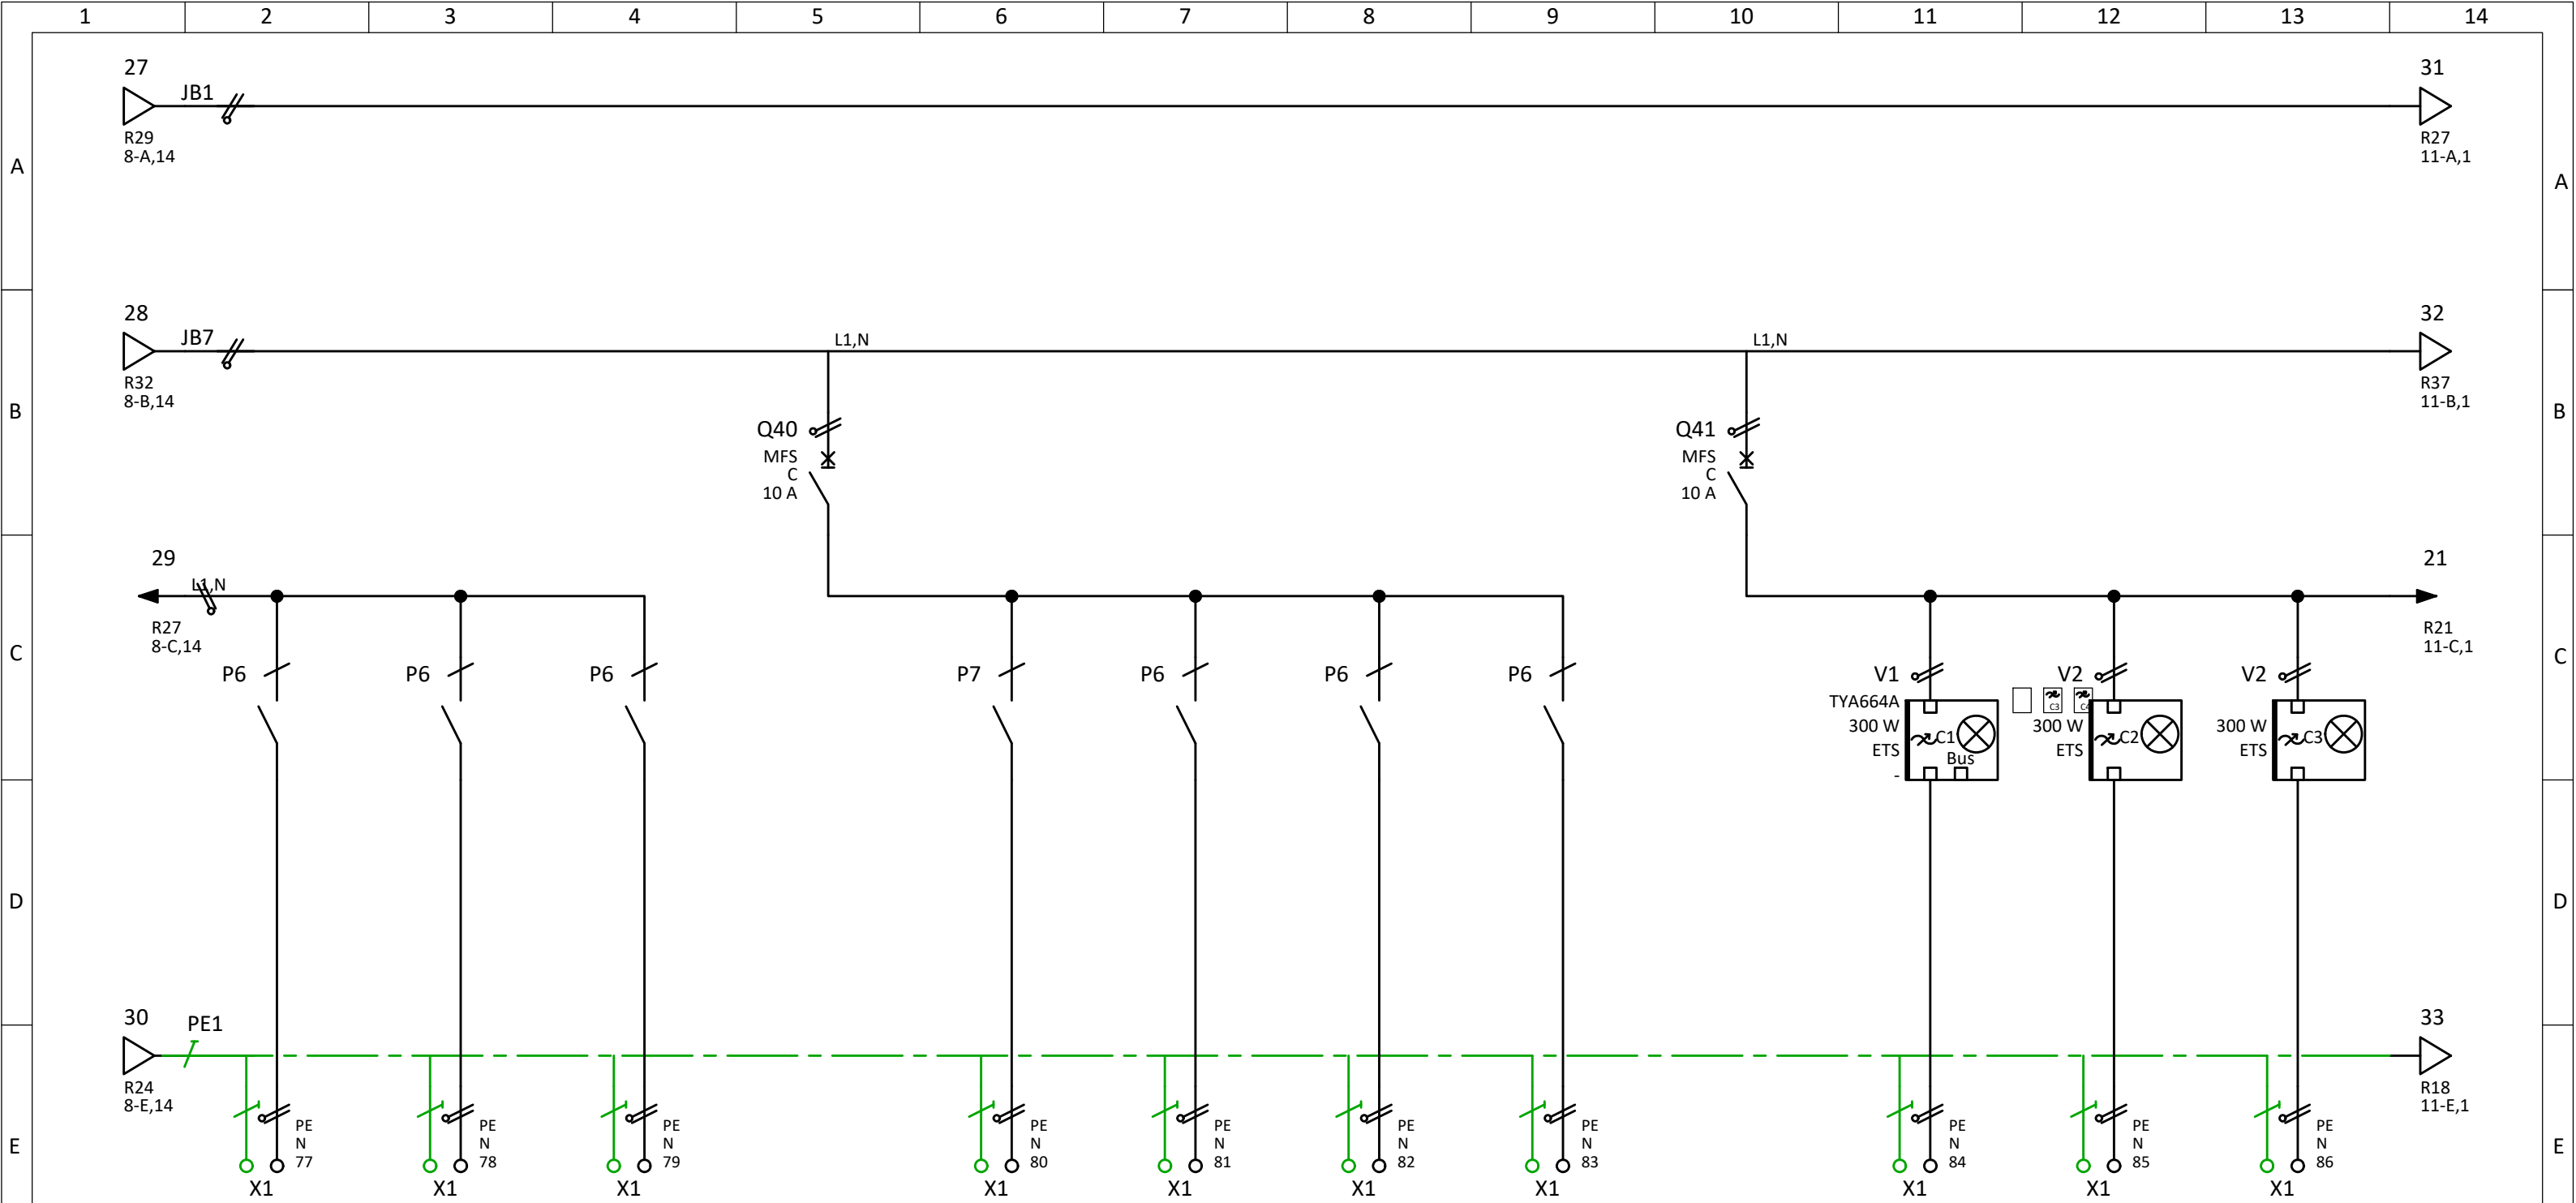 1 2 3 4 5 6 7 8 9 10 11 12 13 14
27 31
JB1
R29 R27
8-A,14 11-A,1
A A
28 32
JB7 L1,N L1,N
R32 R37
8-B,14 11-B,1
B B
Q40 Q41
MFS MFS
C C
10 A 10 A
29 21
L1,N
R27 R21
8-C,14 11-C,1
C C
P6 P6 P6 P7 P6 P6 P6 V1 V2 V2
TYA664A C3 C4
300 W 300 W 300 W
C1 C2 C3
ETS ETS ETS
Bus
-
D D
30 33
PE1
R24 R18
8-E,14 11-E,1
PE PE PE PE PE PE PE PE PE PE
E N N N N N N N N N N E
77 78 79 80 81 82 83 84 85 86
X1 X1 X1 X1 X1 X1 X1 X1 X1 X1